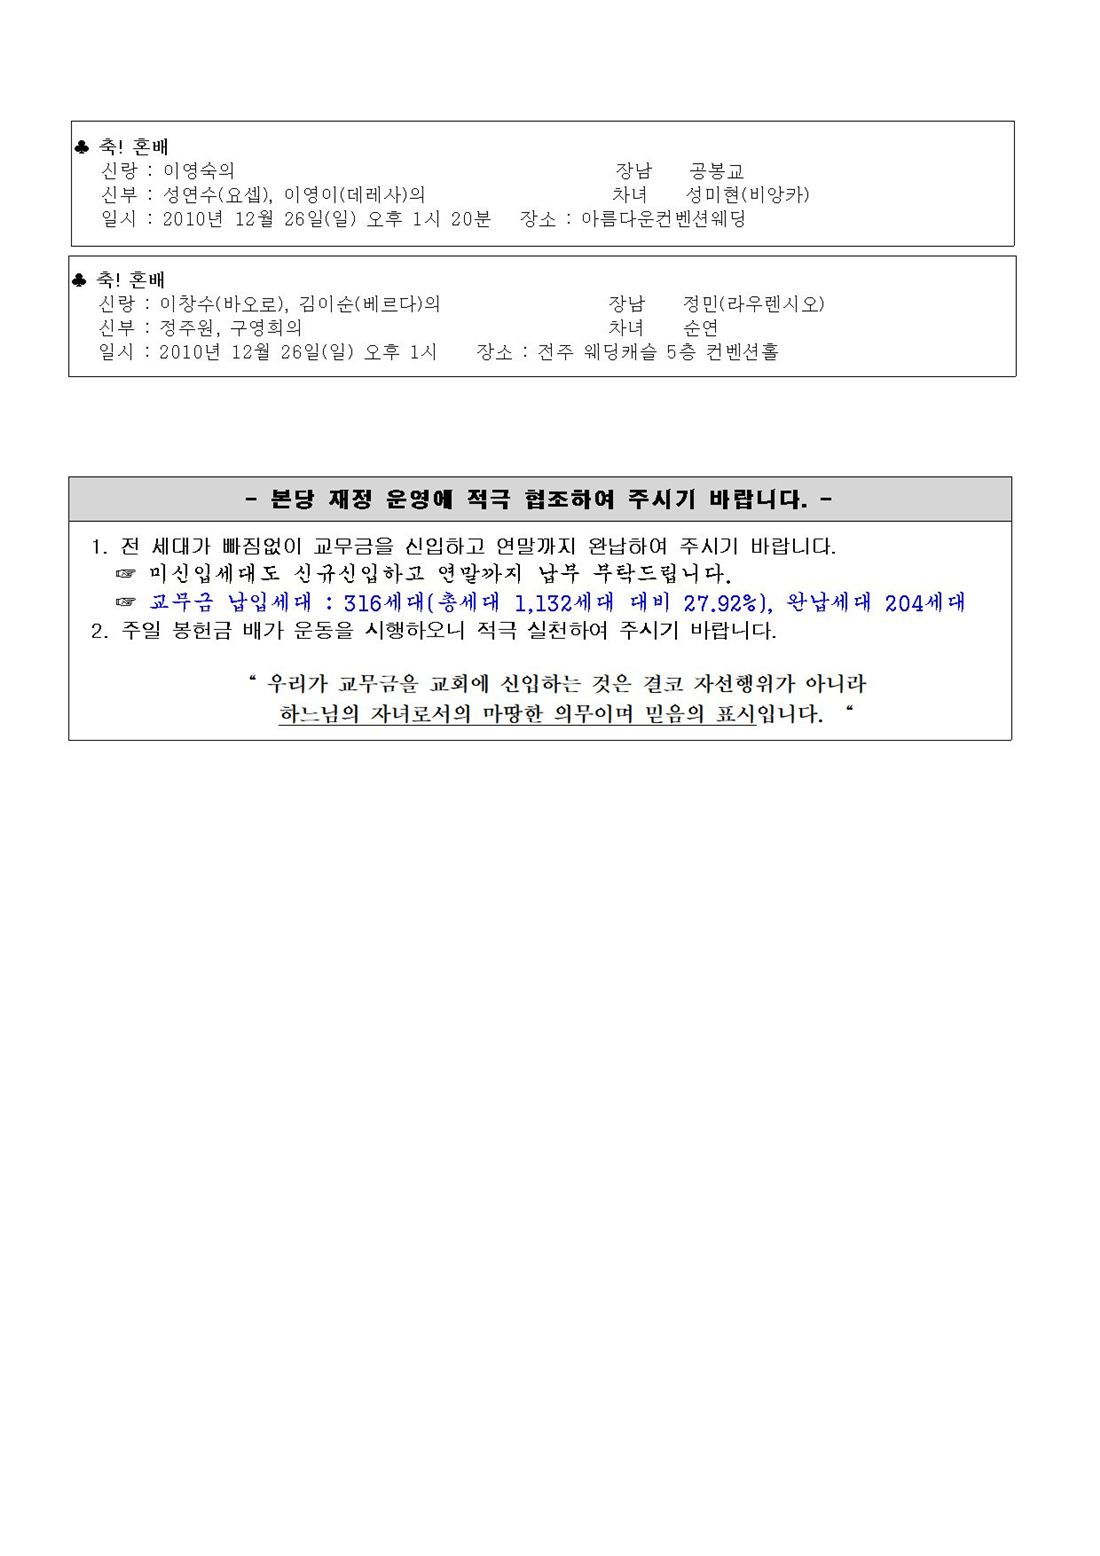 ♣ 축! 혼배
신랑 : 이영숙의 장남 공봉교
신부 : 성연수(요셉), 이영이(데레사)의 차녀 성미현(비앙카)
일시 : 2010년 12월 26일(일) 오후 1시 20분 장소 : 아름다운컨벤션웨딩
♣ 축! 혼배
신랑 : 이창수(바오로), 김이순(베르다)의 장남 정민(라우렌시오)
신부 : 정주원, 구영희의 차녀 순연
일시 : 2010년 12월 26일(일) 오후 1시 장소 : 전주 웨딩캐슬 5층 컨벤션홀
- 본당 재정 운영에 적극 협조하여 주시기 바랍니다. -
1. 전 세대가 빠짐없이 교무금을 신입하고 연말까지 완납하여 주시기 바랍니다.
☞ 미신입세대도 신규신입하고 연말까지 납부 부탁드립니다.
☞ 교무금 납입세대 : 316세대(총세대 1,132세대 대비 27.92%), 완납세대 204세대
2. 주일 봉헌금 배가 운동을 시행하오니 적극 실천하여 주시기 바랍니다.
“ 우리가 교무금을 교회에 신입하는 것은 결코 자선행위가 아니라
하느님의 자녀로서의 마땅한 의무이며 믿음의 표시입니다. “